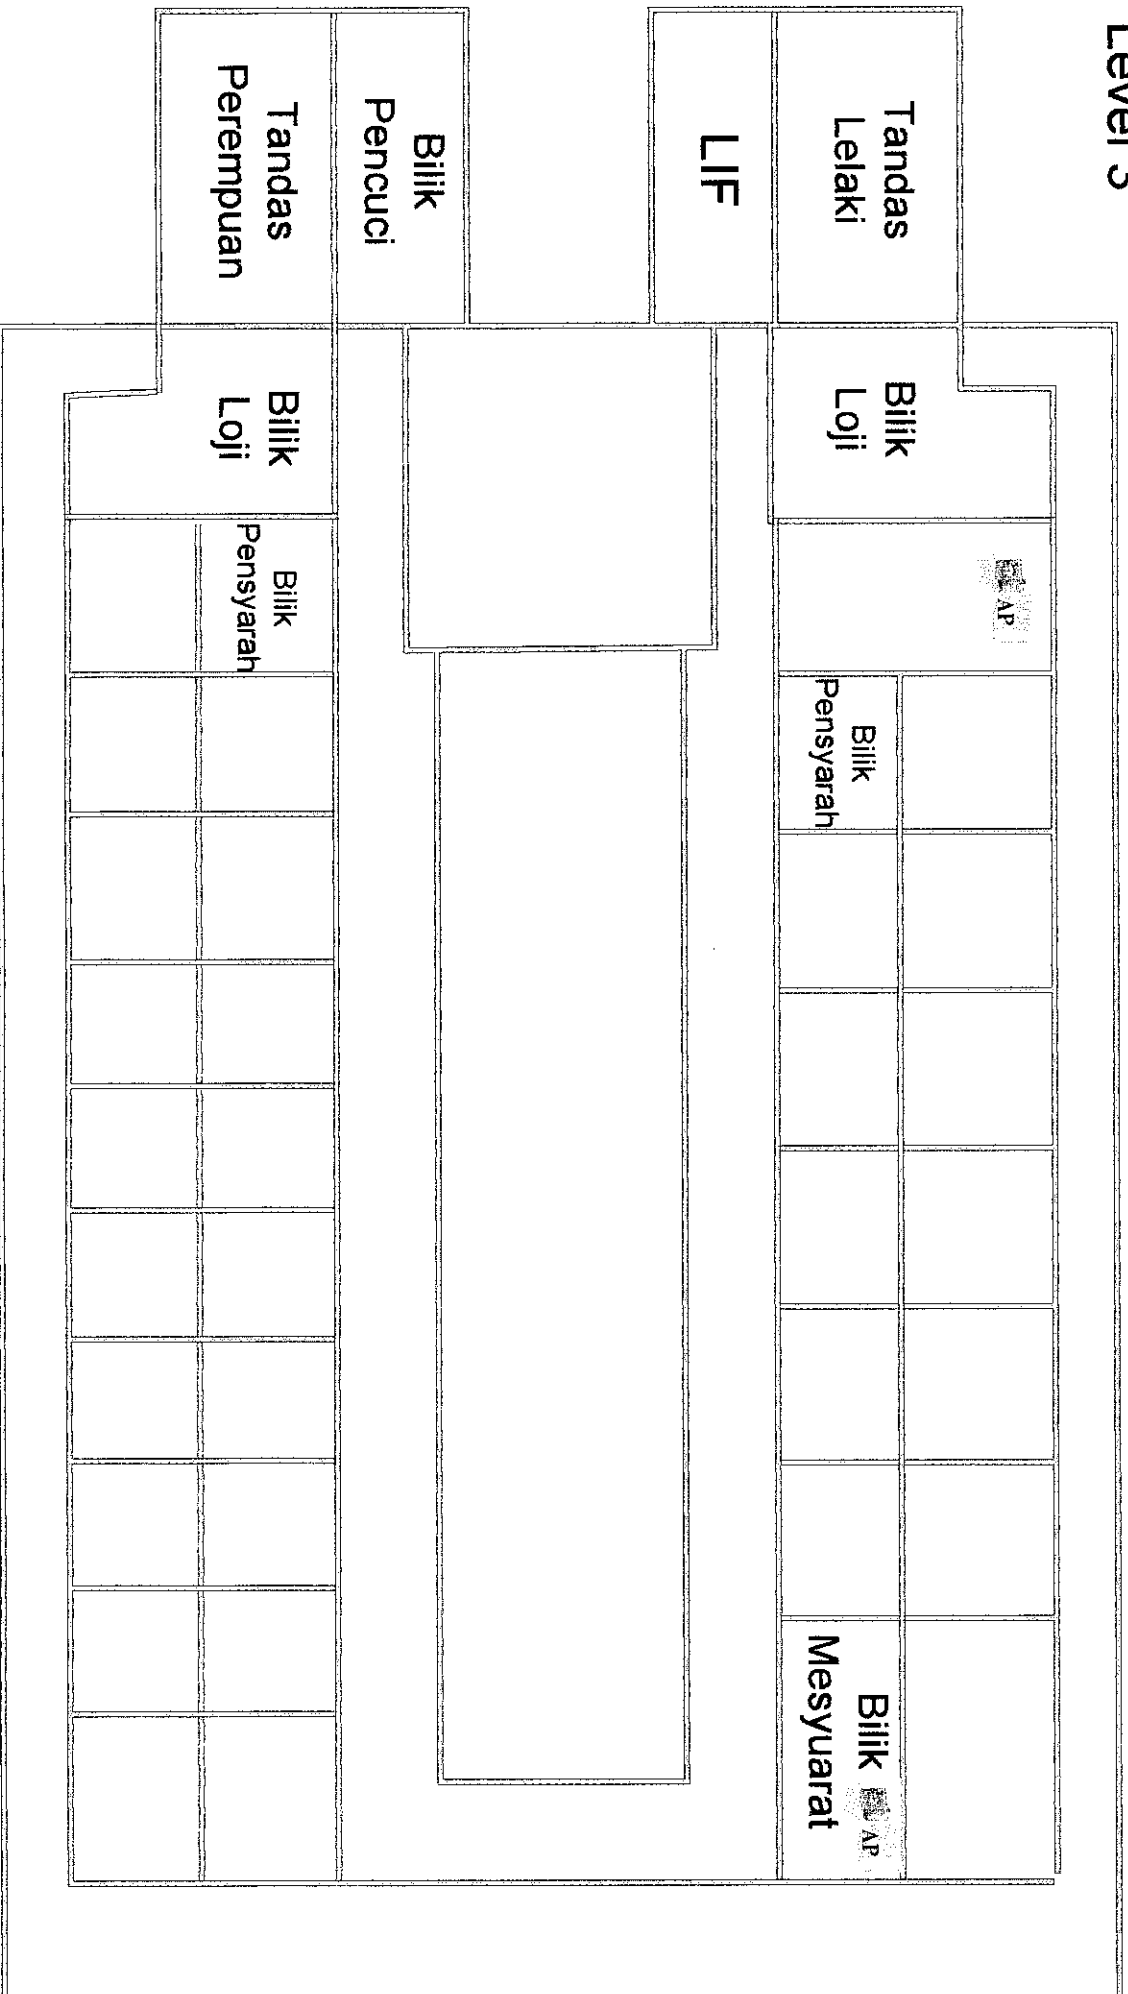 Level 3
Tandas
Lelaki
Bilik
Loji
AP
Bilik
Pensyarah
Bilik
Mesyuarat
AP
LIF
Bilik
Pencuci
Tandas
Perempuan
Bilik
Loji
Bilik
Pensyarah